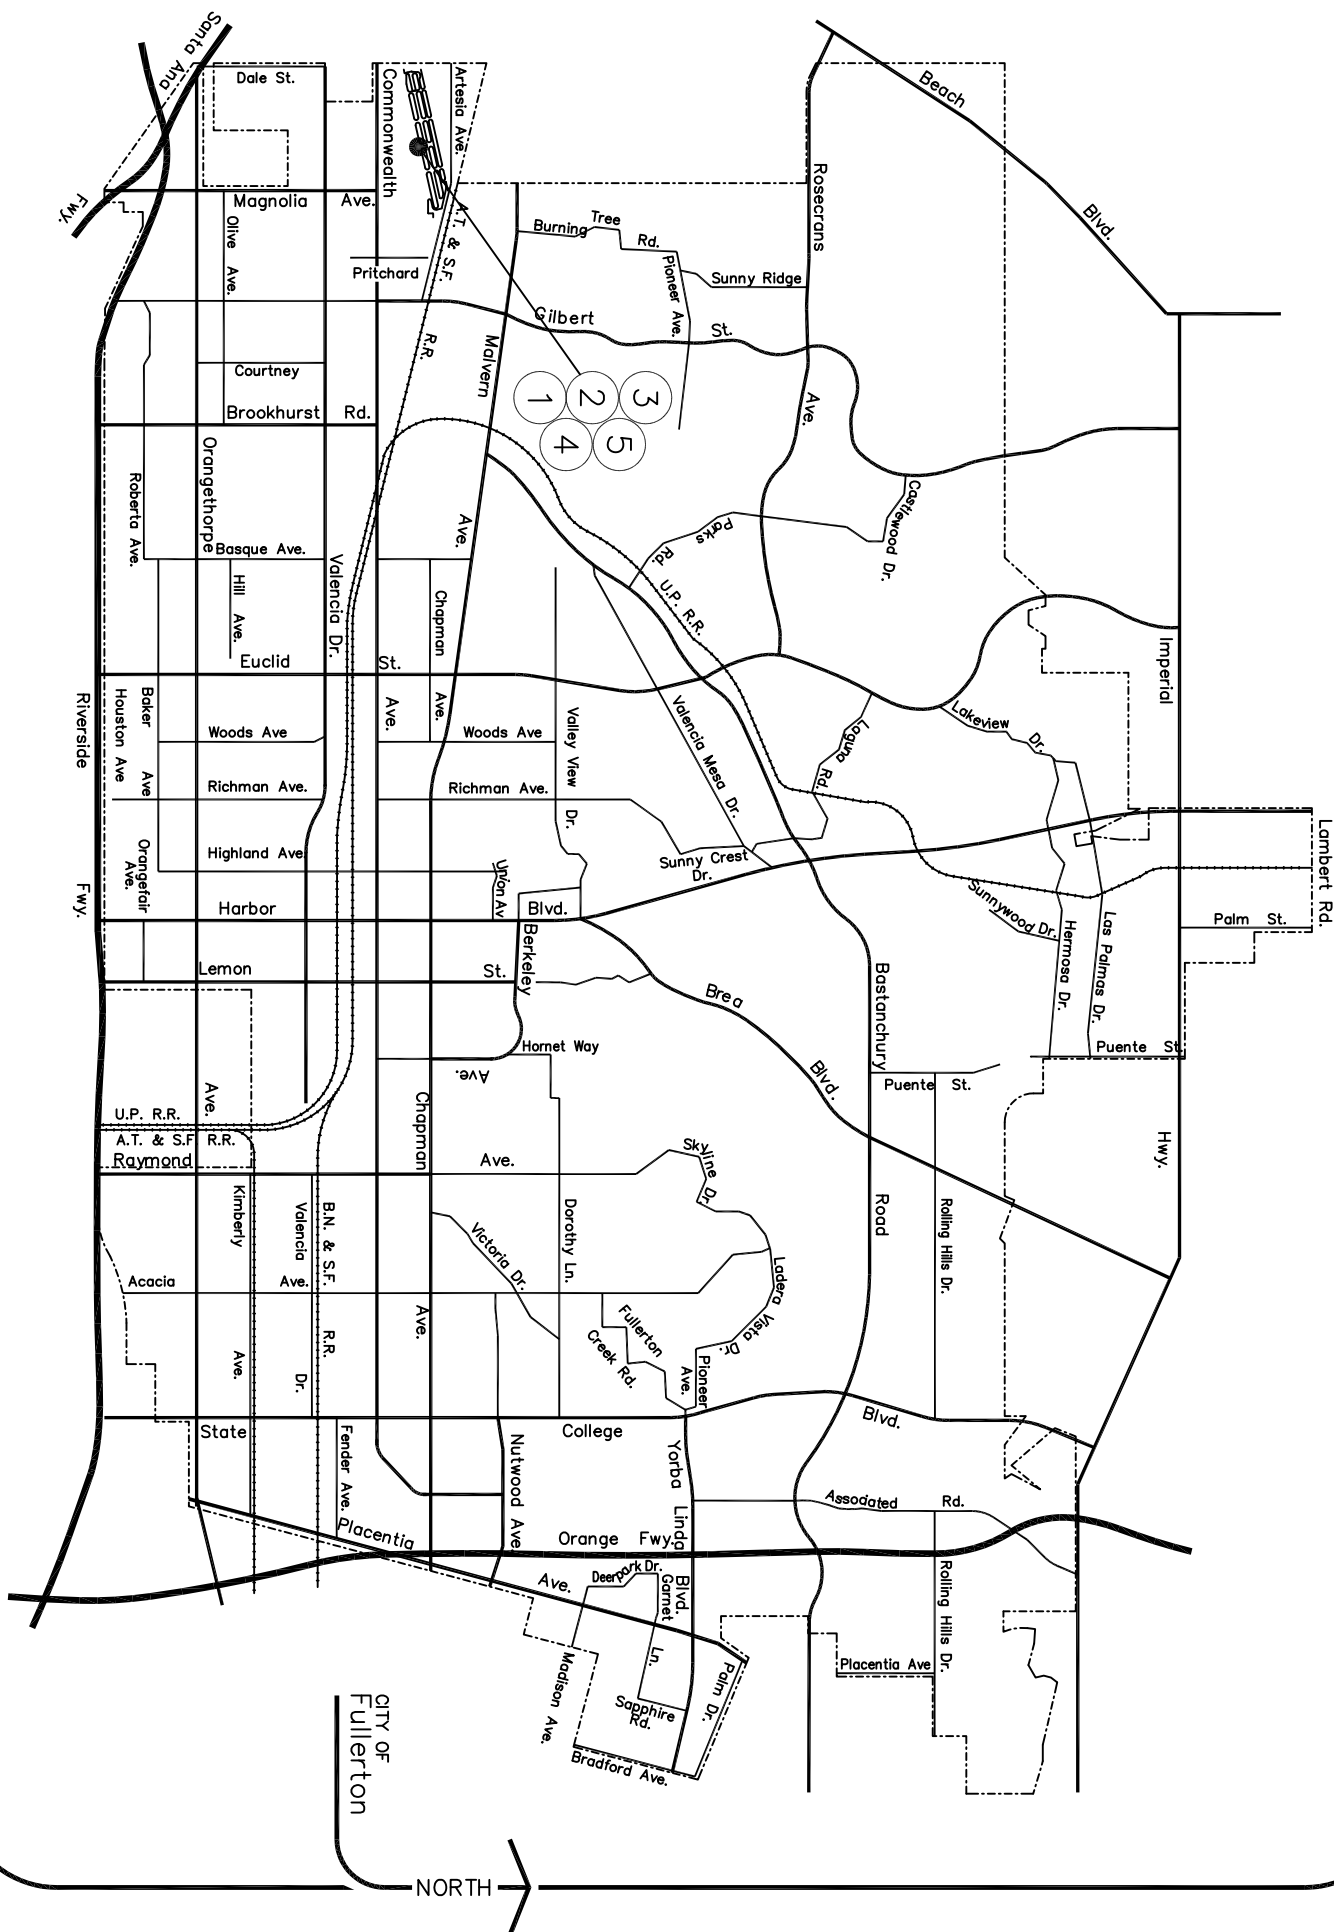 Santa Ana
Fwy.
Dale St.
Commonwealth
Artesia Ave.
Beach
Blvd.
Magnolia Ave.
Olive Ave.
A.T. & S.F.
R.R.
Pritchard
Burning Tree Rd.
Pioneer Ave.
Sunny Ridge
Rosecrans
Ave.
Gilbert St.
Malvern
Ave.
Courtney
Brookhurst Rd.
1
2
3
4
5
Orangethorpe
Roberta Ave.
Basque Ave.
Hill Ave.
Valencia Dr.
Chapman
Ave.
Parks Rd.
Castlewood Dr.
U.P. R.R.
Euclid St.
Imperial
Riverside
Fwy.
Houston Ave
Baker Ave
Ave.
Woods Ave
Woods Ave
Valley View Dr.
Valencia Mesa Dr.
Laguna Rd.
Lakeview Dr.
Richman Ave.
Richman Ave.
Highland Ave
Orangefair
Ave.
Union Av
Sunny Crest
Dr.
Lambert Rd.
Harbor Blvd.
Sunnywood Dr.
Hermosa Dr.
Las Palmas Dr.
Palm St.
Lemon St.
Berkeley
Ave.
Brea
Blvd.
Bastanchury
Road
Hornet Way
Puente St.
Puente St.
Ave.
U.P. R.R.
A.T. & S.F. R.R.
Raymond
Ave.
Chapman
Ave.
Hwy.
Skyline Dr.
Kimberly
Ave.
Valencia
Dr.
B.N. & S.F. R.R.
Victoria Dr.
Dorothy Ln.
Rolling Hills Dr.
Acacia Ave.
Ladera Vista Dr.
Fullerton
Creek Rd.
Pioneer
Ave.
State
College
Blvd.
Fender Ave.
Nutwood Ave.
Yorba Linda
Blvd.
Associated Rd.
Placentia
Ave.
Orange Fwy.
Deerpark Dr.
Garnet
Ln.
Rolling Hills Dr.
Placentia Ave
Madison Ave.
Sapphire
Rd.
Palm Dr.
Bradford Ave.
CITY OF
Fullerton
NORTH